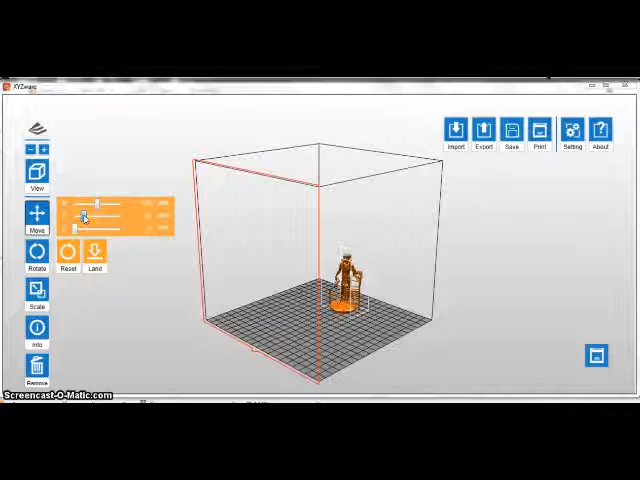 XYZware
Import
Export
Save
Print
Setting
About
View
Move
Rotate
Reset
Land
Scale
Info
Remove
Screencast-O-Matic.com